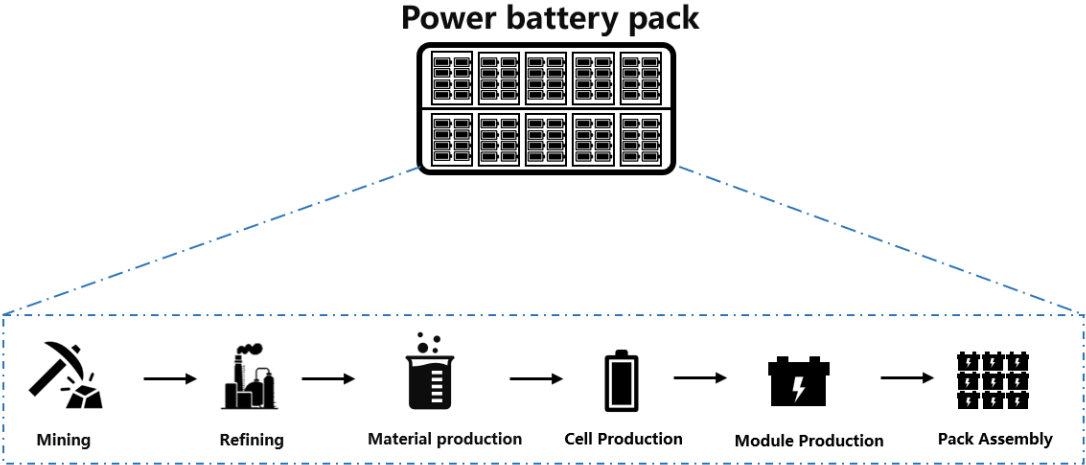 Power battery pack
Mining
Refining
Material production
Cell Production
Module Production
Pack Assembly